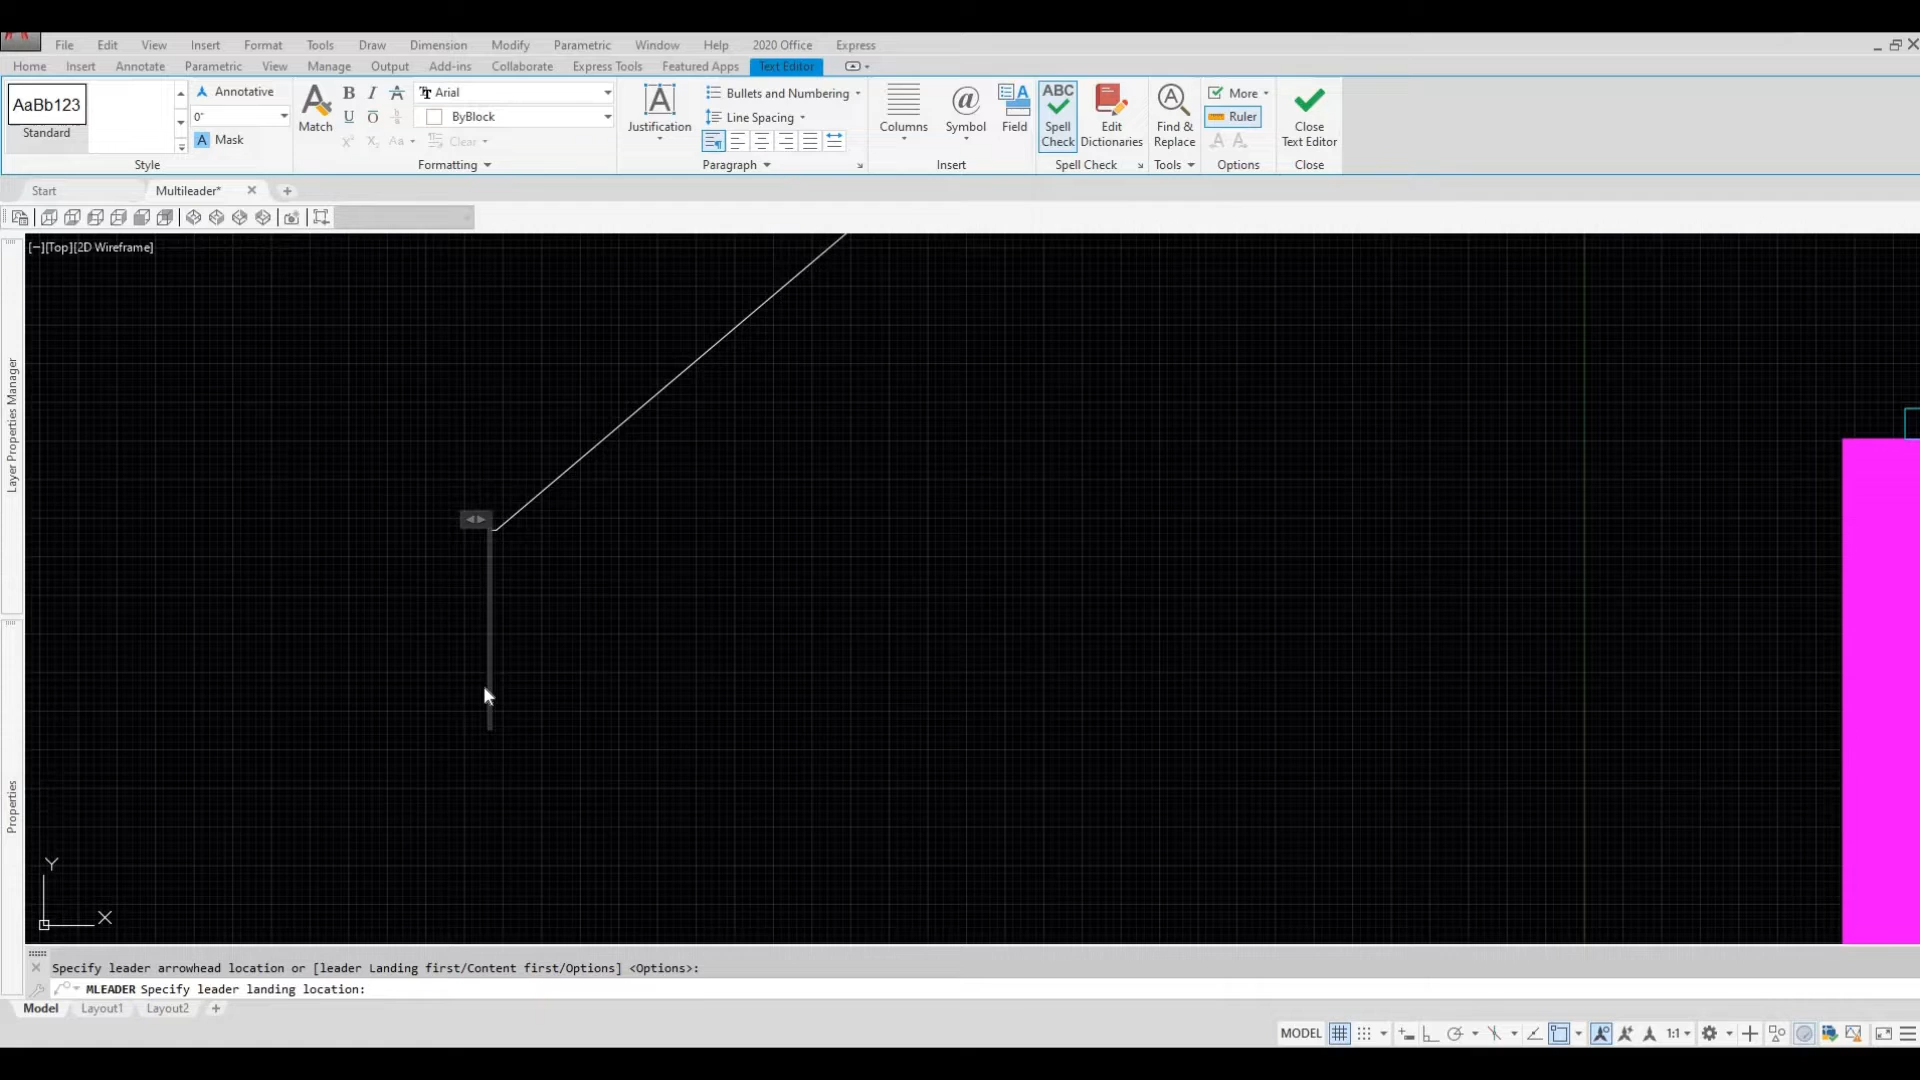 File Edit View Insert Format Tools Draw Dimension Modify Parametric Window Help 2020 Office Express
Home Insert Annotate Parametric View Manage Output Add-ins Collaborate Express Tools Featured Apps Text Editor
AaBb123
Standard
Style
Annotative
0"
A Mask
Match
B I A
U O
X² X₂ Aa Clear
Arial
ByBlock
Formatting
A
Justification
Bullets and Numbering
Line Spacing
Paragraph
Columns
@
Symbol
Field
Insert
ABC
Spell
Check
Edit
Dictionaries
Spell Check
Find &
Replace
Tools
More
Ruler
Options
Close
Text Editor
Close
Start Multileader*
[−][Top][2D Wireframe]
Layer Properties Manager
Properties
Y
X
Specify leader arrowhead location or [leader Landing first/Content first/Options] <Options>:
MLEADER Specify leader landing location:
Model Layout1 Layout2 +
MODEL 1:1